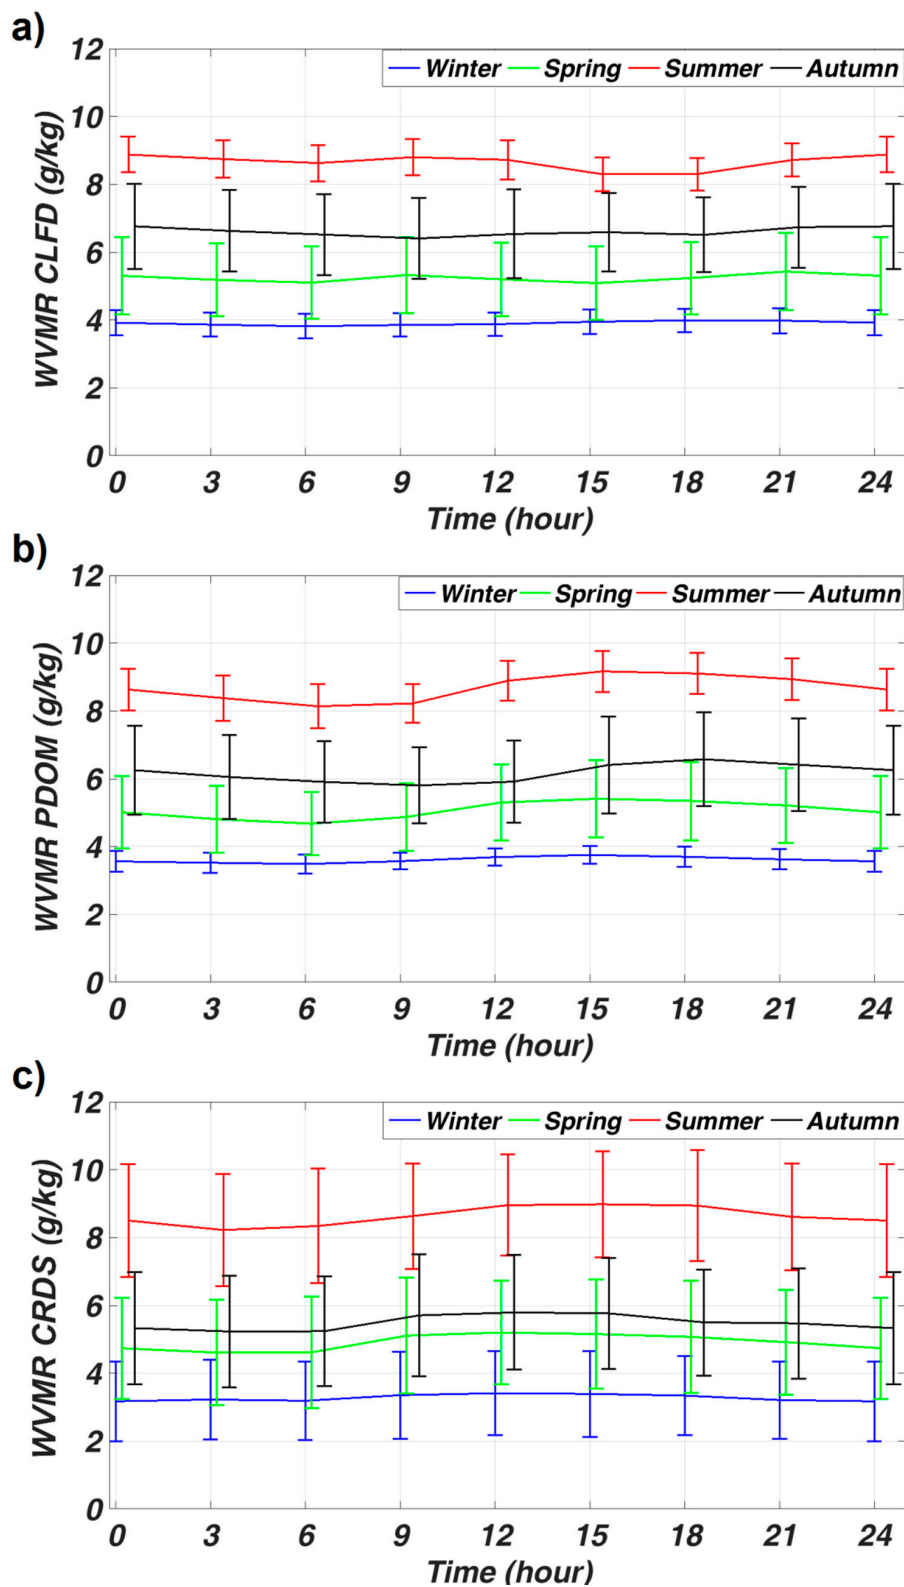 a)
Winter Spring Summer Autumn
12
10
8
6
4
2
0
WVMR CLFD (g/kg)
0 3 6 9 12 15 18 21 24
Time (hour)
b)
Winter Spring Summer Autumn
12
10
8
6
4
2
0
WVMR PDOM (g/kg)
0 3 6 9 12 15 18 21 24
Time (hour)
c)
Winter Spring Summer Autumn
12
10
8
6
4
2
0
WVMR CRDS (g/kg)
0 3 6 9 12 15 18 21 24
Time (hour)